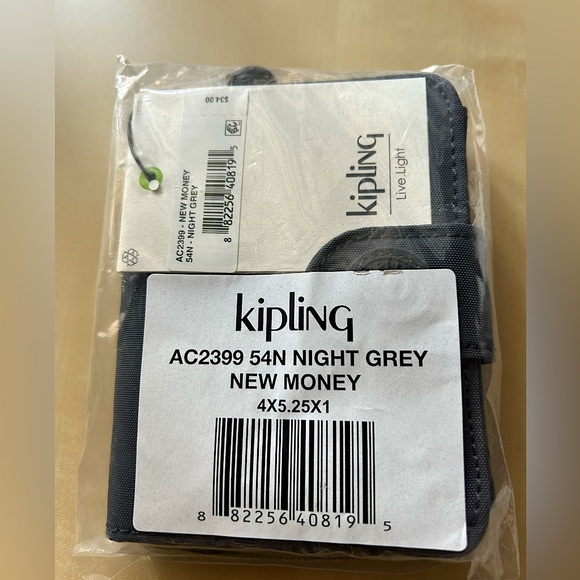 $34.00
AC2399 - NEW MONEY
54N - NIGHT GREY
8 82256 40819 5
kipling
Live.Light
kipling
AC2399 54N NIGHT GREY
NEW MONEY
4X5.25X1
8 82256 40819 5